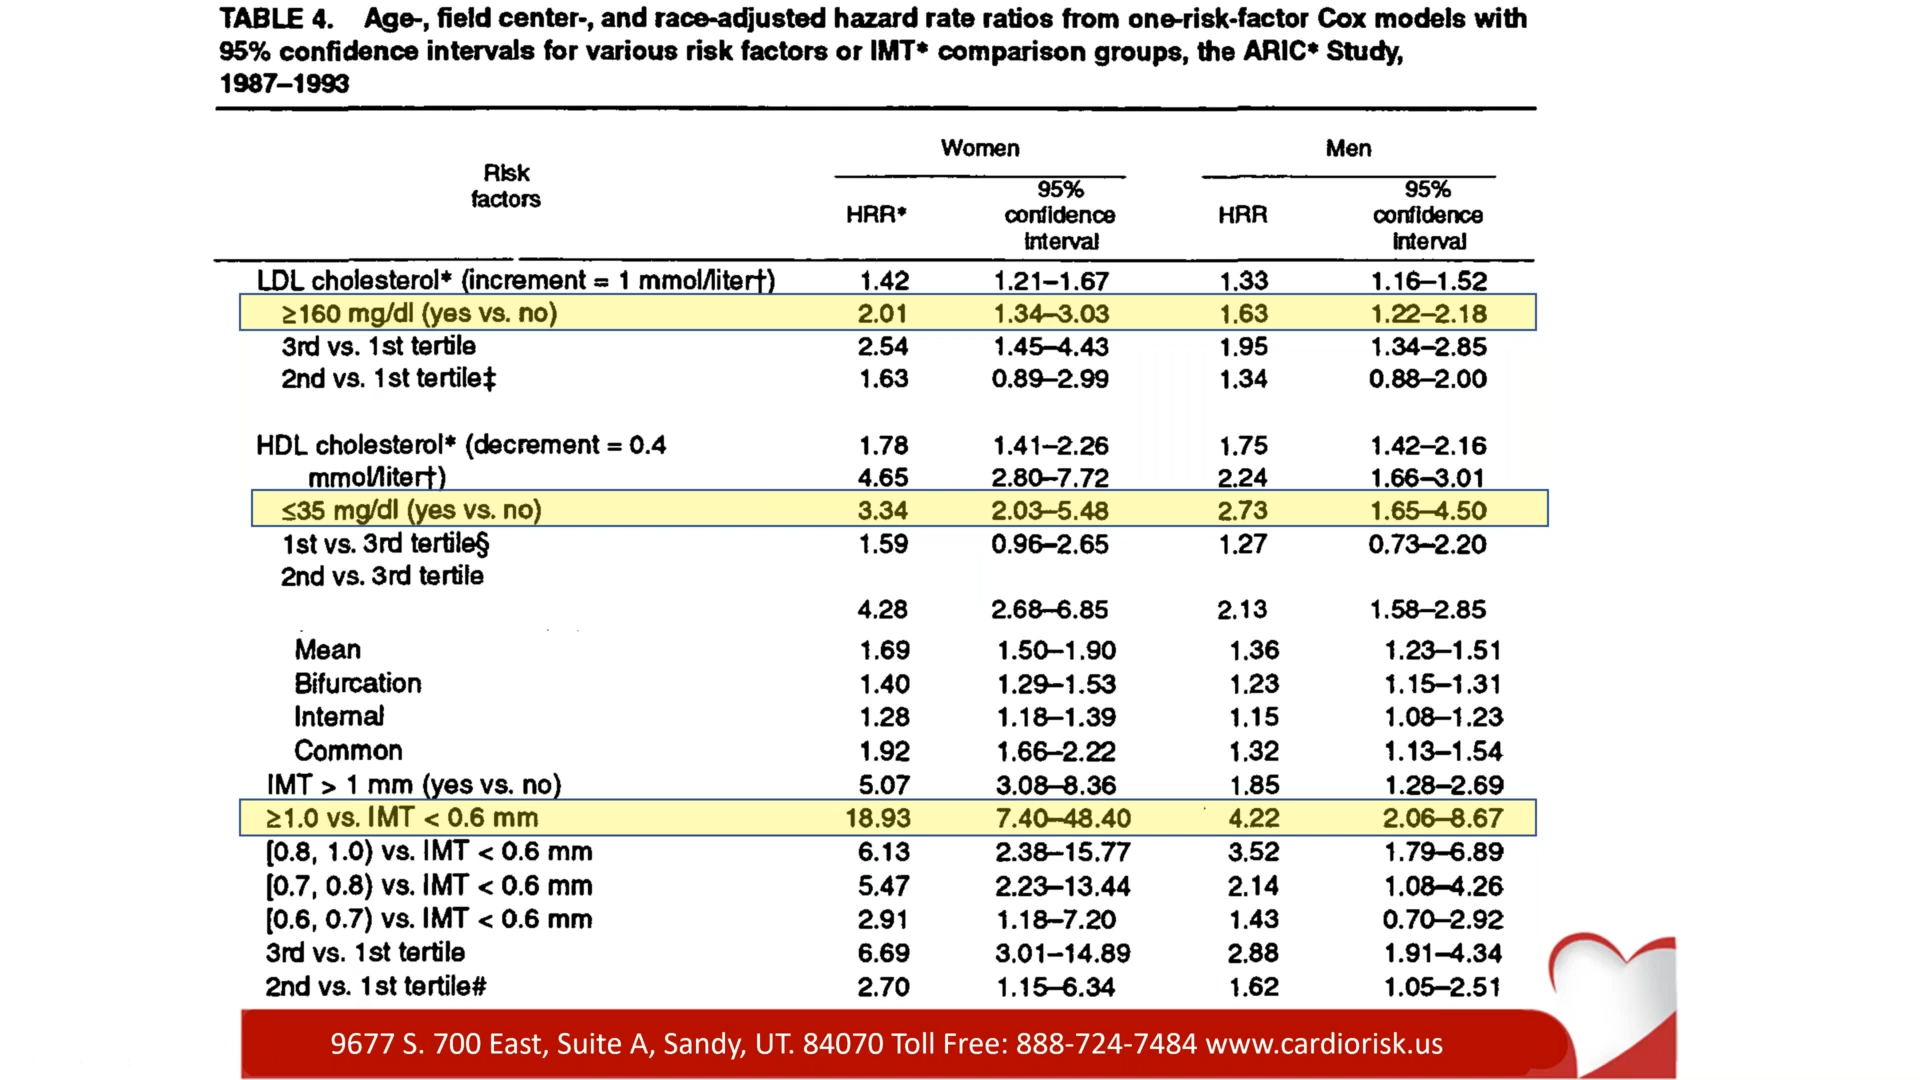 TABLE 4. Age-, field center-, and race-adjusted hazard rate ratios from one-risk-factor Cox models with
95% confidence intervals for various risk factors or IMT* comparison groups, the ARIC* Study,
1987–1993
Women Men
Risk factors HRR* 95% confidence interval HRR 95% confidence interval
LDL cholesterol* (increment = 1 mmol/liter†) 1.42 1.21–1.67 1.33 1.16–1.52
≥160 mg/dl (yes vs. no) 2.01 1.34–3.03 1.63 1.22–2.18
3rd vs. 1st tertile 2.54 1.45–4.43 1.95 1.34–2.85
2nd vs. 1st tertile‡ 1.63 0.89–2.99 1.34 0.88–2.00
HDL cholesterol* (decrement = 0.4 1.78 1.41–2.26 1.75 1.42–2.16
mmol/liter†) 4.65 2.80–7.72 2.24 1.66–3.01
≤35 mg/dl (yes vs. no) 3.34 2.03–5.48 2.73 1.65–4.50
1st vs. 3rd tertile§ 1.59 0.96–2.65 1.27 0.73–2.20
2nd vs. 3rd tertile
4.28 2.68–6.85 2.13 1.58–2.85
Mean 1.69 1.50–1.90 1.36 1.23–1.51
Bifurcation 1.40 1.29–1.53 1.23 1.15–1.31
Internal 1.28 1.18–1.39 1.15 1.08–1.23
Common 1.92 1.66–2.22 1.32 1.13–1.54
IMT > 1 mm (yes vs. no) 5.07 3.08–8.36 1.85 1.28–2.69
≥1.0 vs. IMT < 0.6 mm 18.93 7.40–48.40 4.22 2.06–8.67
[0.8, 1.0) vs. IMT < 0.6 mm 6.13 2.38–15.77 3.52 1.79–6.89
[0.7, 0.8) vs. IMT < 0.6 mm 5.47 2.23–13.44 2.14 1.08–4.26
[0.6, 0.7) vs. IMT < 0.6 mm 2.91 1.18–7.20 1.43 0.70–2.92
3rd vs. 1st tertile 6.69 3.01–14.89 2.88 1.91–4.34
2nd vs. 1st tertile# 2.70 1.15–6.34 1.62 1.05–2.51
9677 S. 700 East, Suite A, Sandy, UT. 84070 Toll Free: 888-724-7484 www.cardiorisk.us